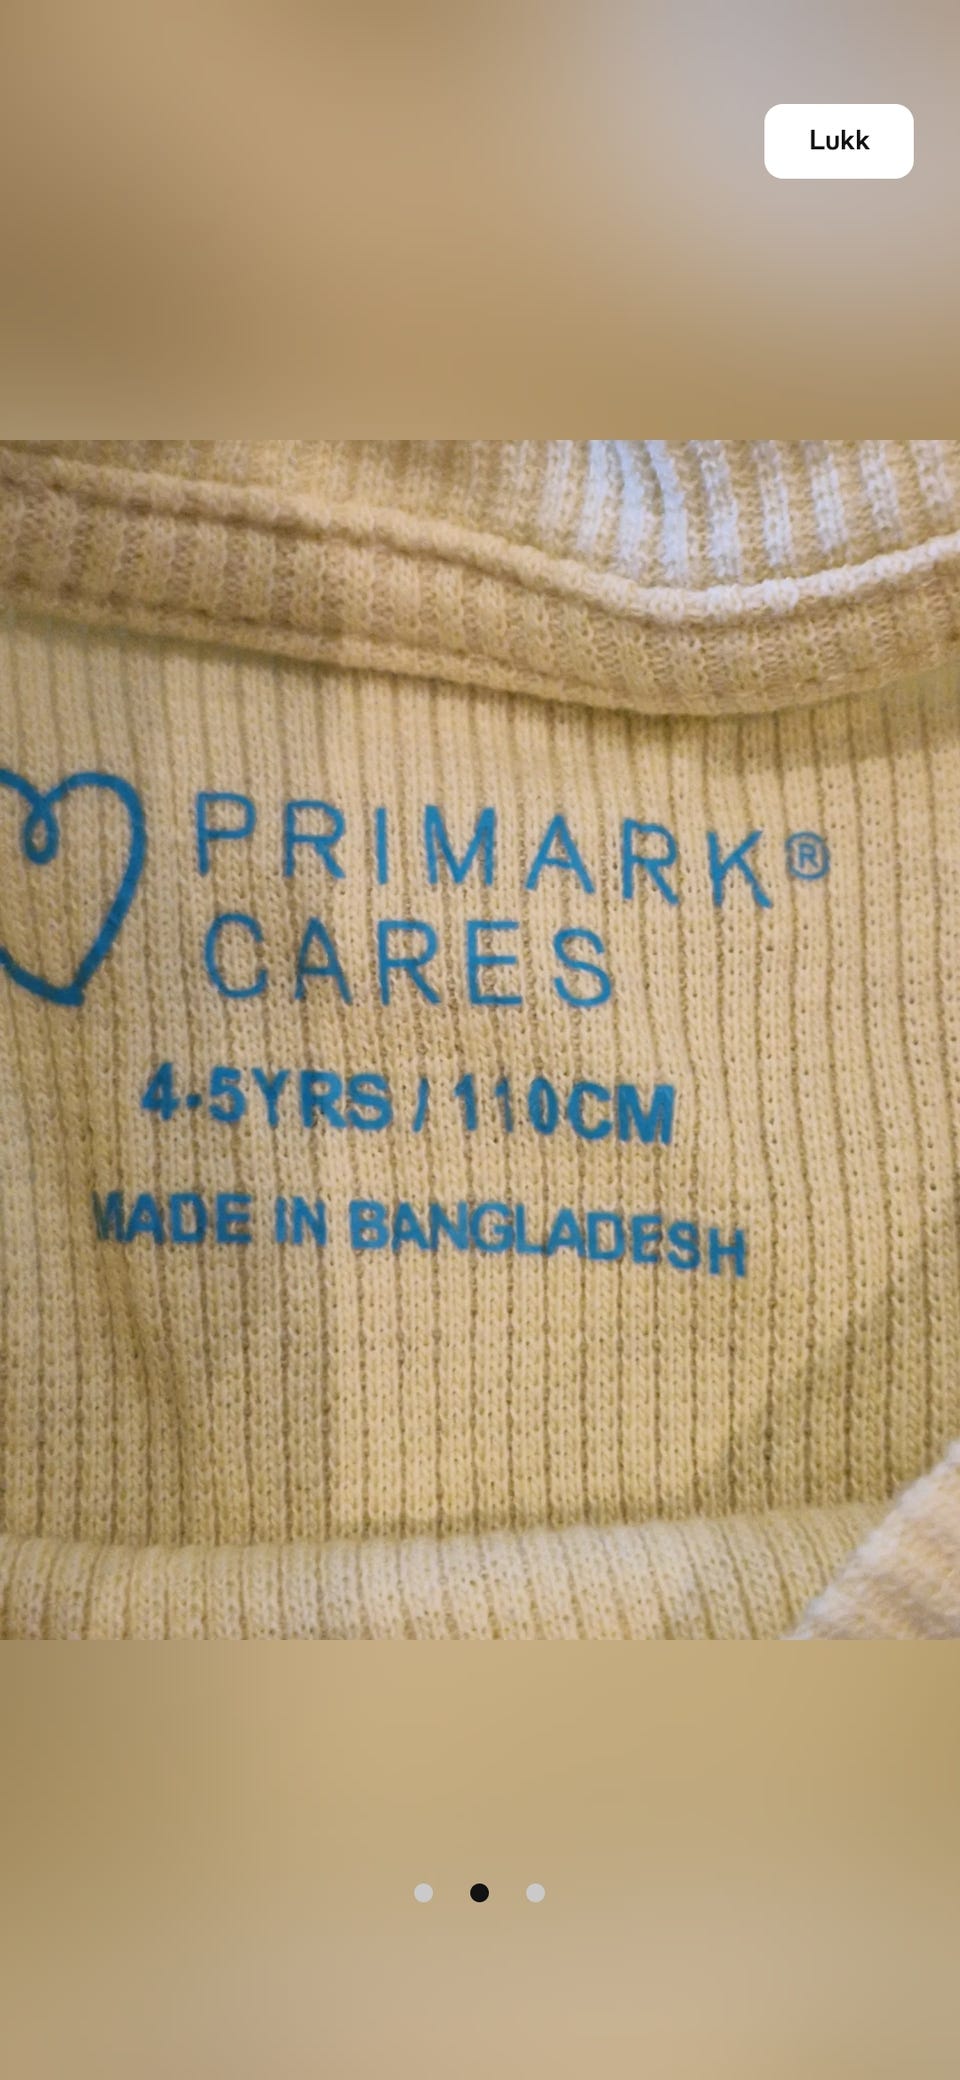 Lukk
PRIMARK®
CARES
4-5YRS / 110CM
MADE IN BANGLADESH